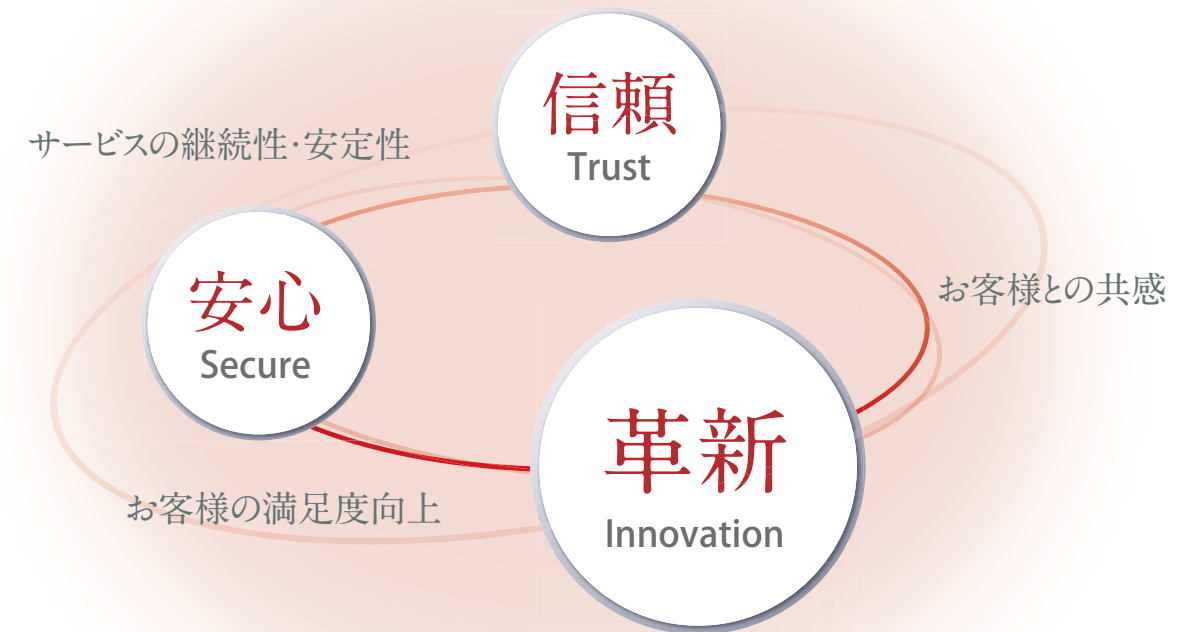 信頼
Trust
サービスの継続性・安定性
安心
Secure
お客様との共感
革新
Innovation
お客様の満足度向上